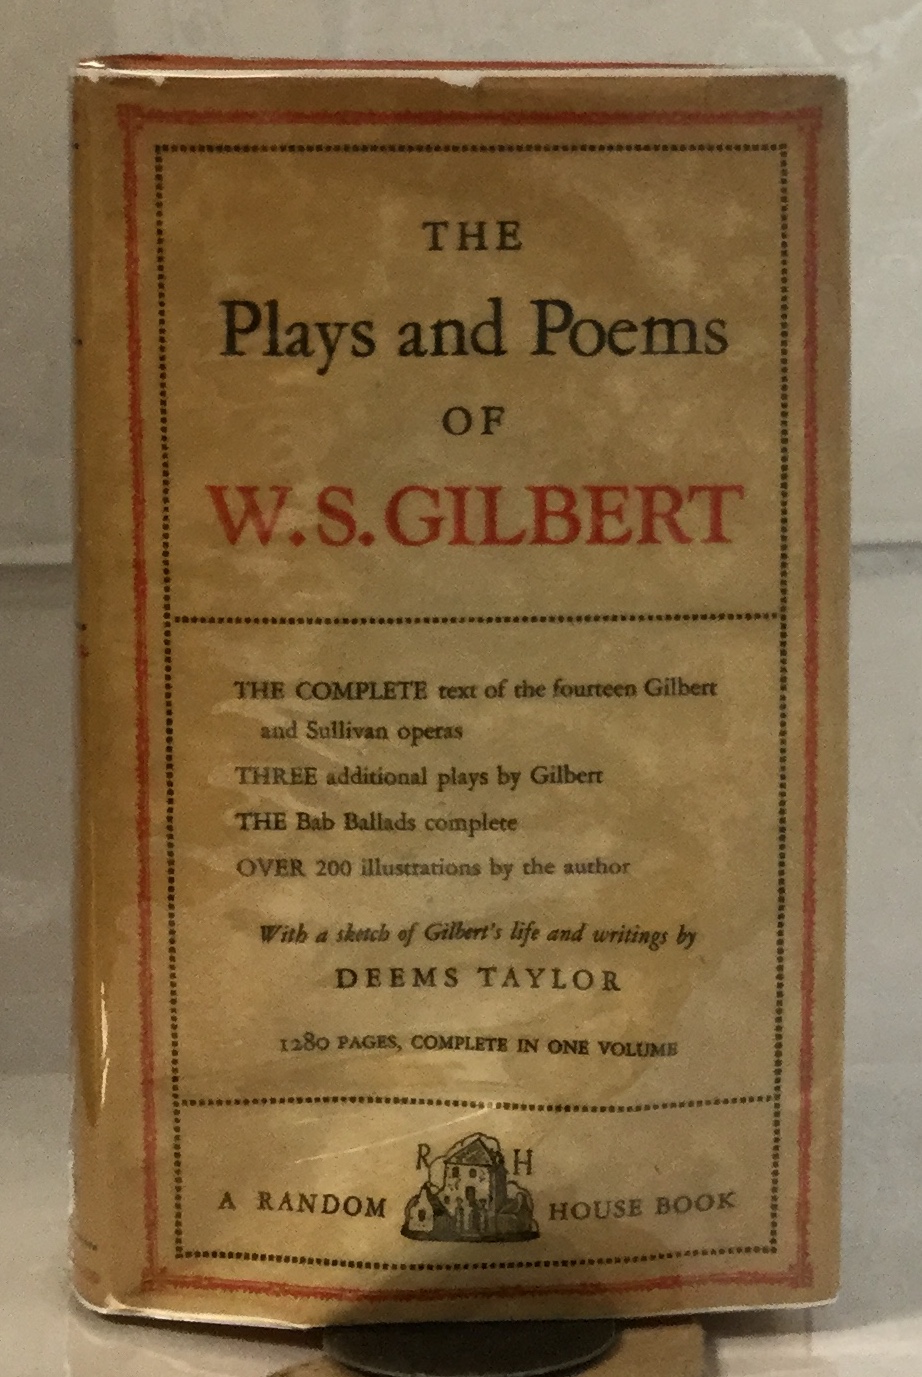 THE
Plays and Poems
OF
W.S. GILBERT
THE COMPLETE text of the fourteen Gilbert
and Sullivan operas
THREE additional plays by Gilbert
THE Bab Ballads complete
OVER 200 illustrations by the author
With a sketch of Gilbert's life and writings by
DEEMS TAYLOR
1280 PAGES, COMPLETE IN ONE VOLUME
R H
A RANDOM HOUSE BOOK